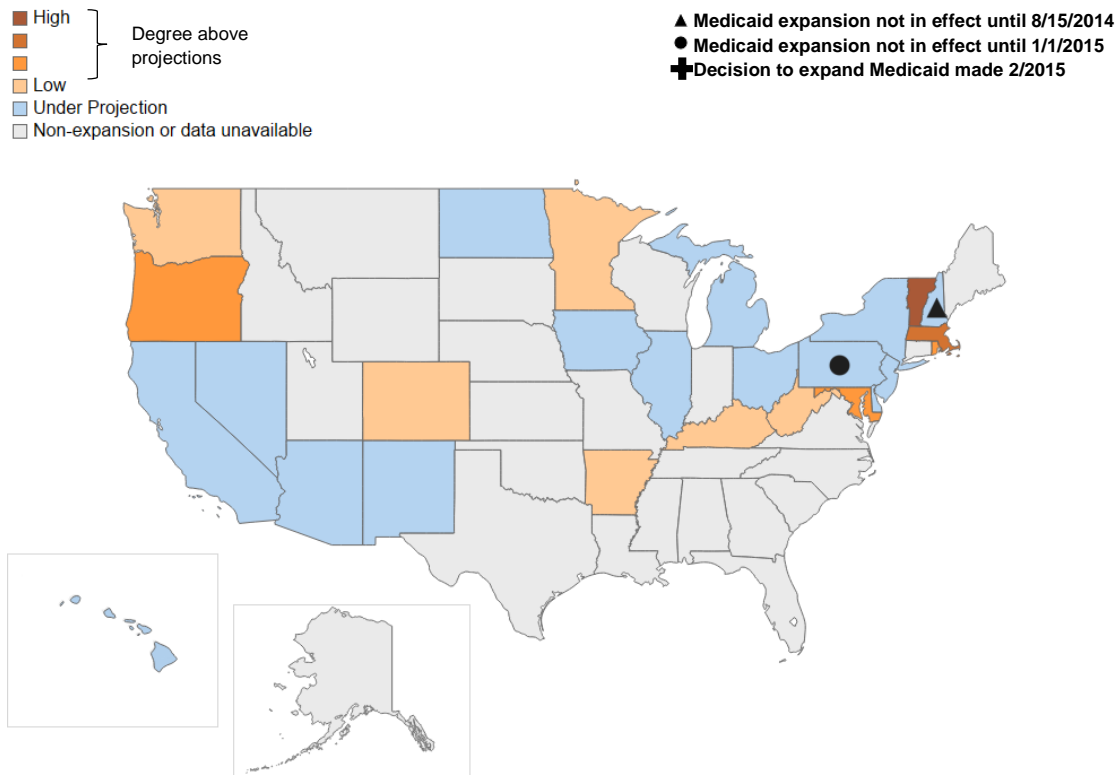 High
Degree above
projections
Low
Under Projection
Non-expansion or data unavailable
Medicaid expansion not in effect until 8/15/2014
Medicaid expansion not in effect until 1/1/2015
Decision to expand Medicaid made 2/2015